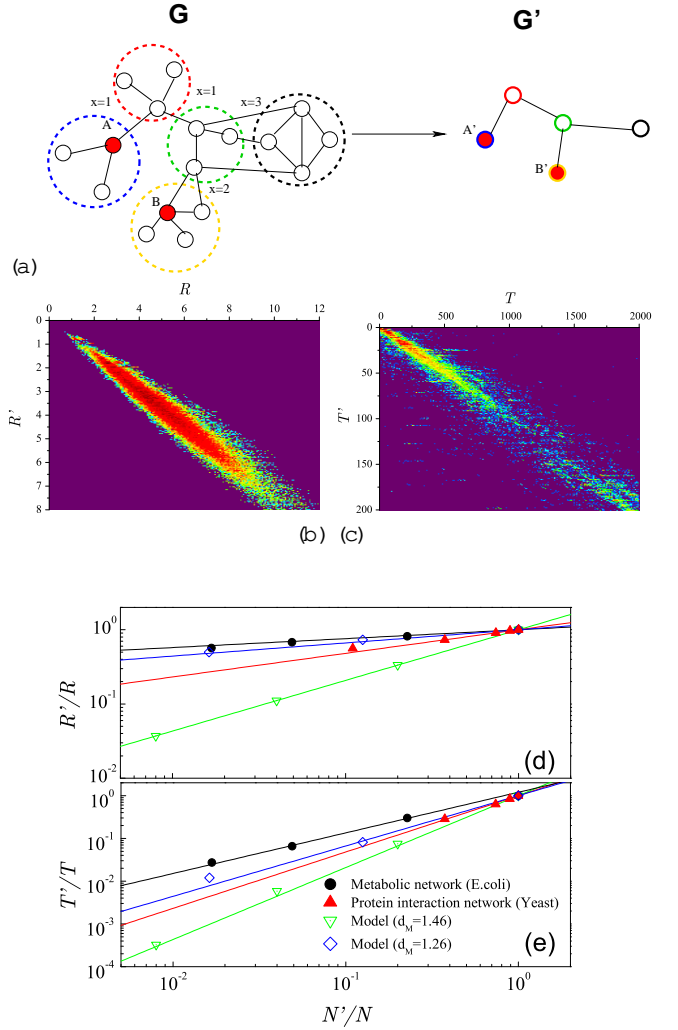 G G’
x=1 x=1 x=3
A
A’
x=2
B
B’
(a)
R
0 2 4 6 8 10 12
0
1
2
3
4
5
6
7
8
R’
(b)
T
0 500 1000 1500 2000
0
50
100
150
200
T’
(c)
10^0
10^-1
10^-2
R’/R
(d)
10^0
10^-1
10^-2
10^-3
10^-4
T’/T
Metabolic network (E.coli)
Protein interaction network (Yeast)
Model (d_M=1.46)
Model (d_M=1.26)
(e)
10^-2 10^-1 10^0
N’/N